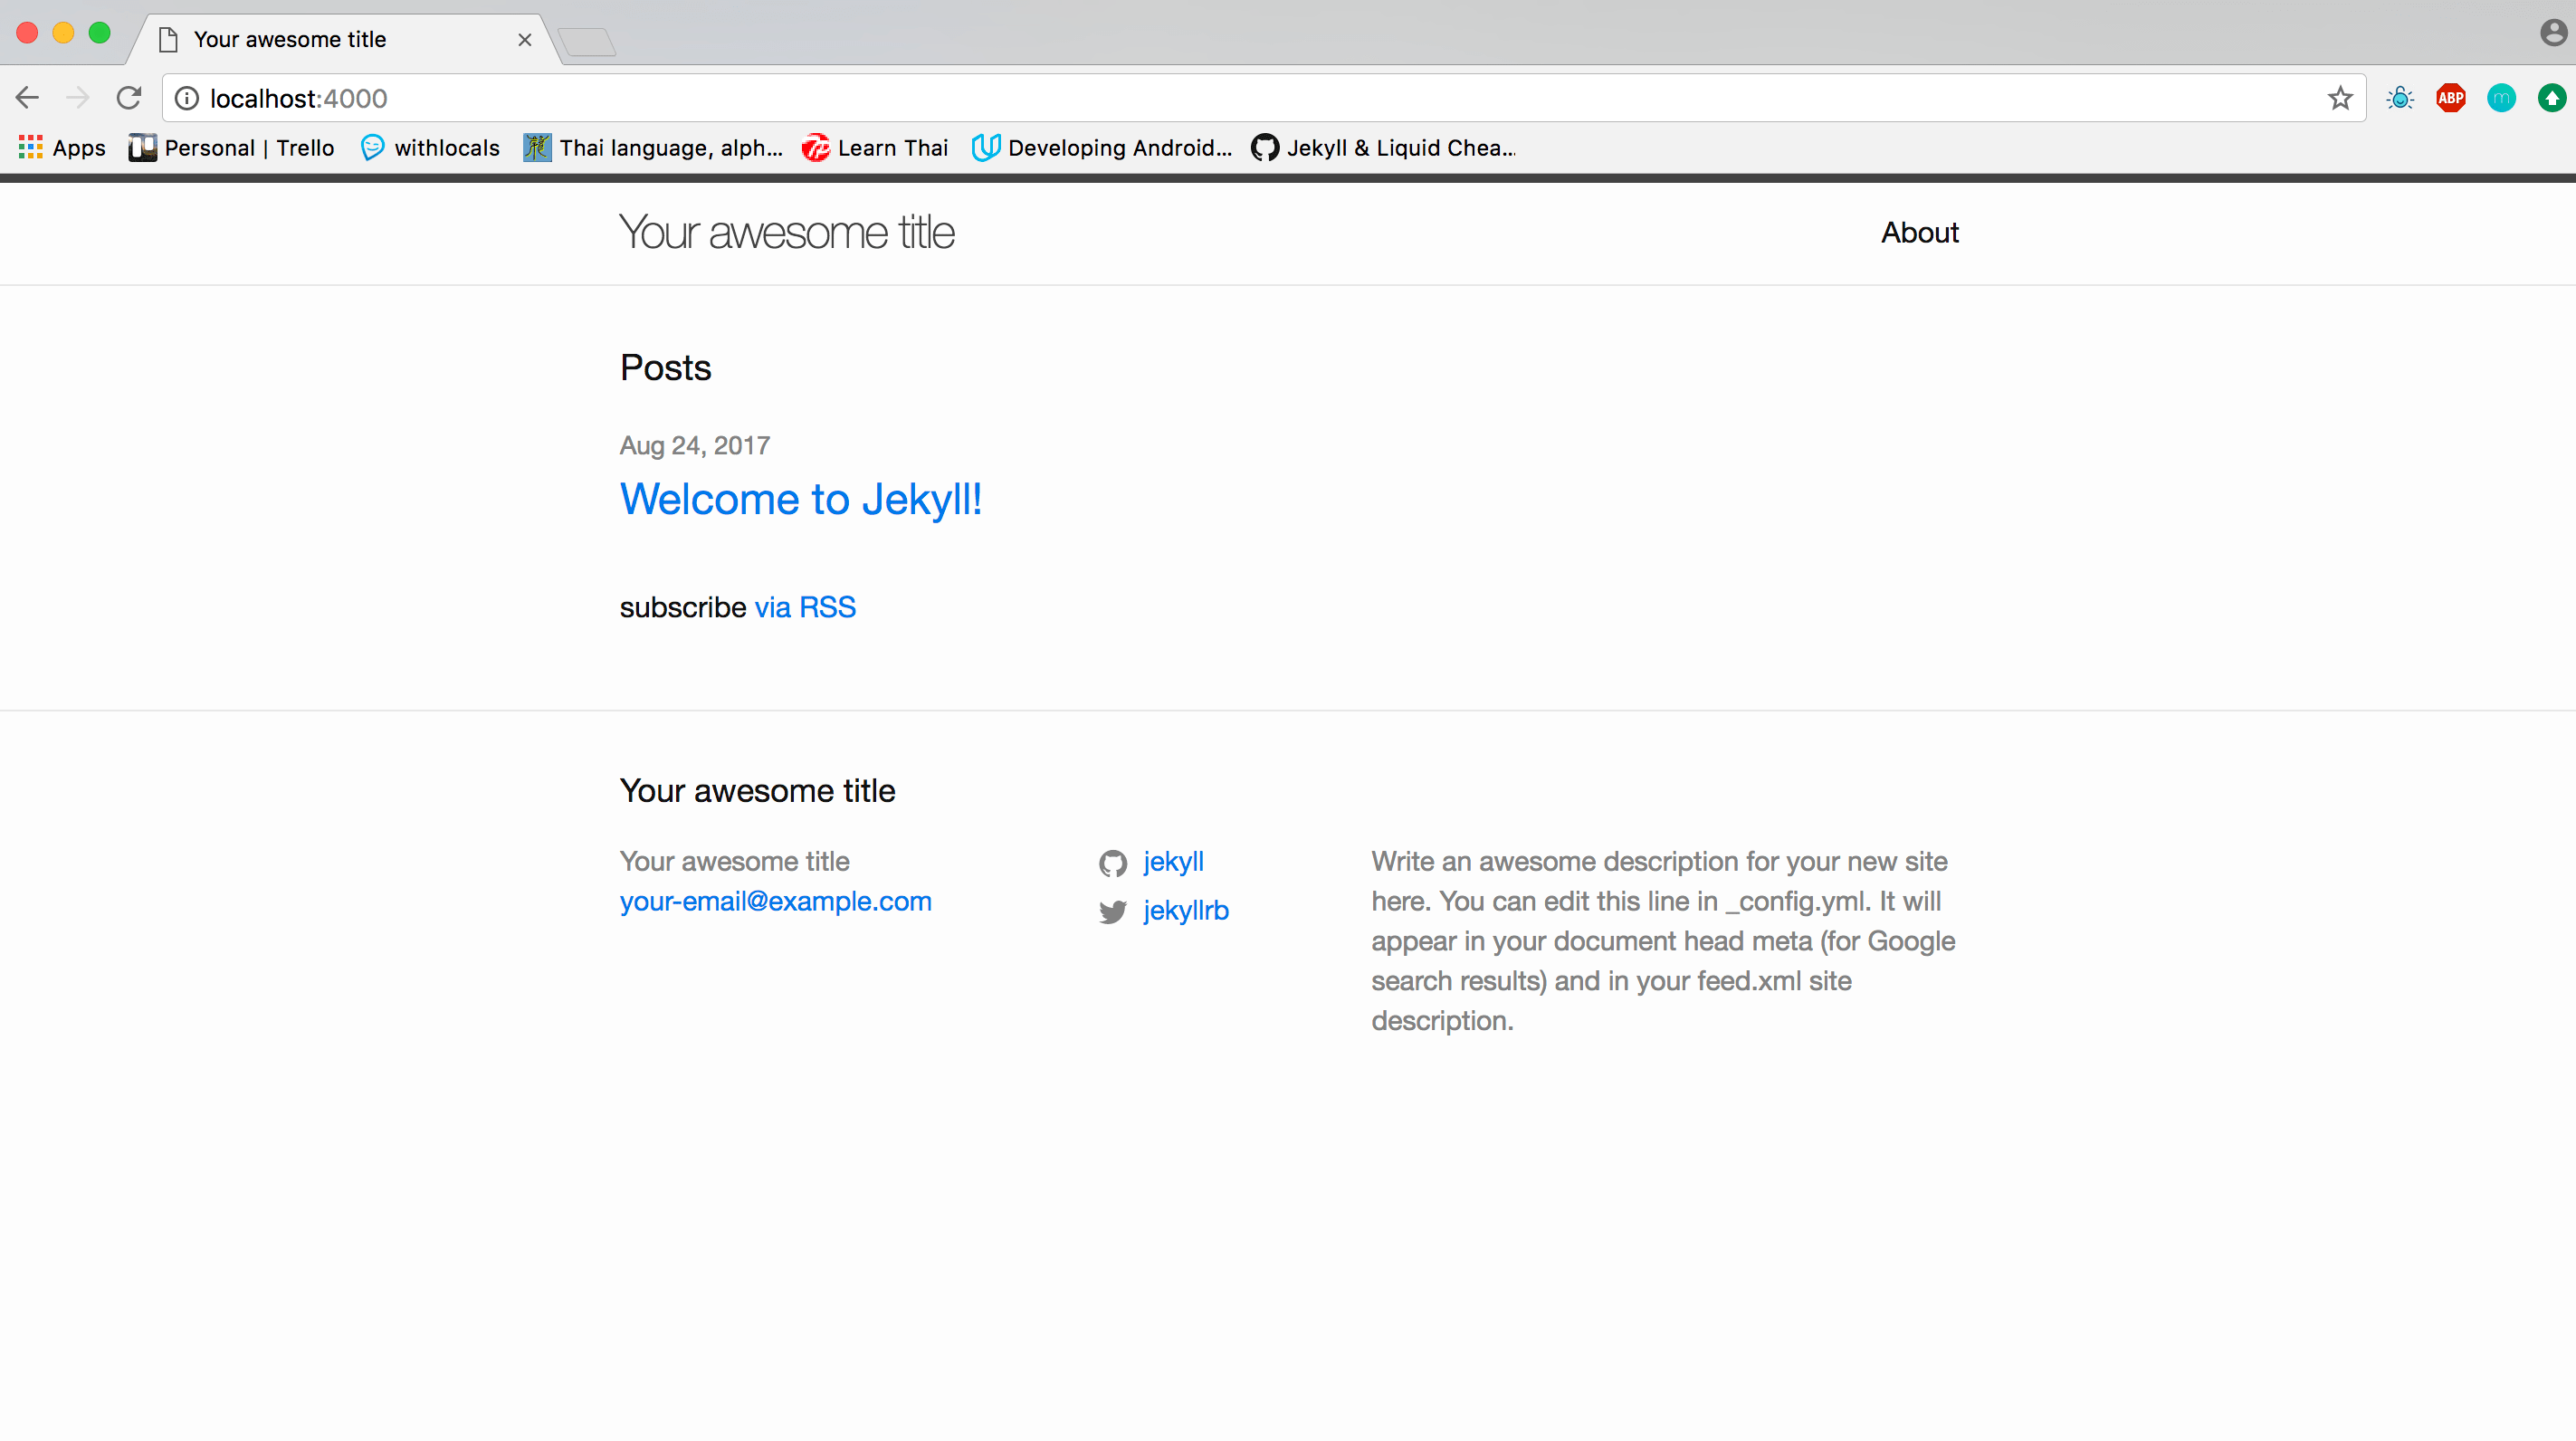 Your awesome title
localhost:4000
Apps Personal | Trello withlocals Thai language, alph... Learn Thai Developing Android... Jekyll & Liquid Chea...
ABP m
Your awesome title About
Posts
Aug 24, 2017
Welcome to Jekyll!
subscribe via RSS
Your awesome title
Your awesome title
your-email@example.com
jekyll
jekyllrb
Write an awesome description for your new site
here. You can edit this line in _config.yml. It will
appear in your document head meta (for Google
search results) and in your feed.xml site
description.